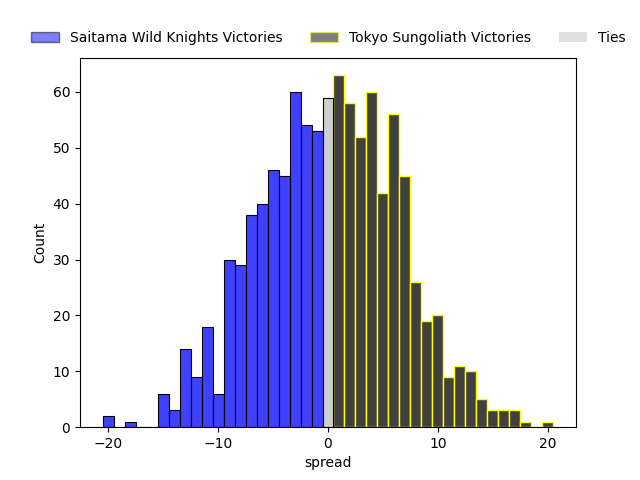 Saitama Wild Knights Victories Tokyo Sungoliath Victories Ties
60
50
40
30
20
10
0
Count
−20 −10 0 10 20
spread